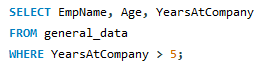 SELECT EmpName, Age, YearsAtCompany
FROM general_data
WHERE YearsAtCompany > 5;